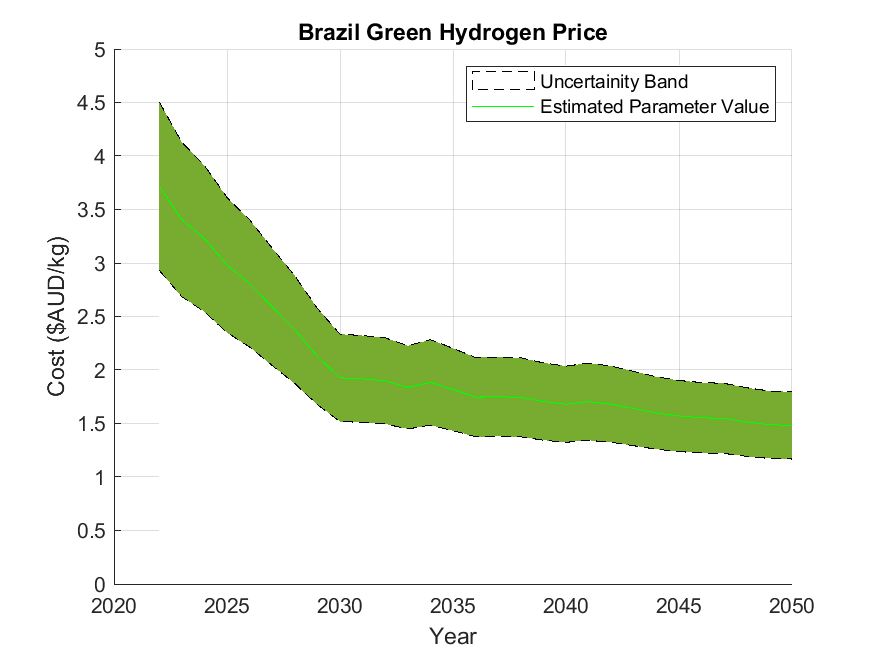 Brazil Green Hydrogen Price
Uncertainity Band
Estimated Parameter Value
5
4.5
4
3.5
3
2.5
2
1.5
1
0.5
0
Cost ($AUD/kg)
2020 2025 2030 2035 2040 2045 2050
Year